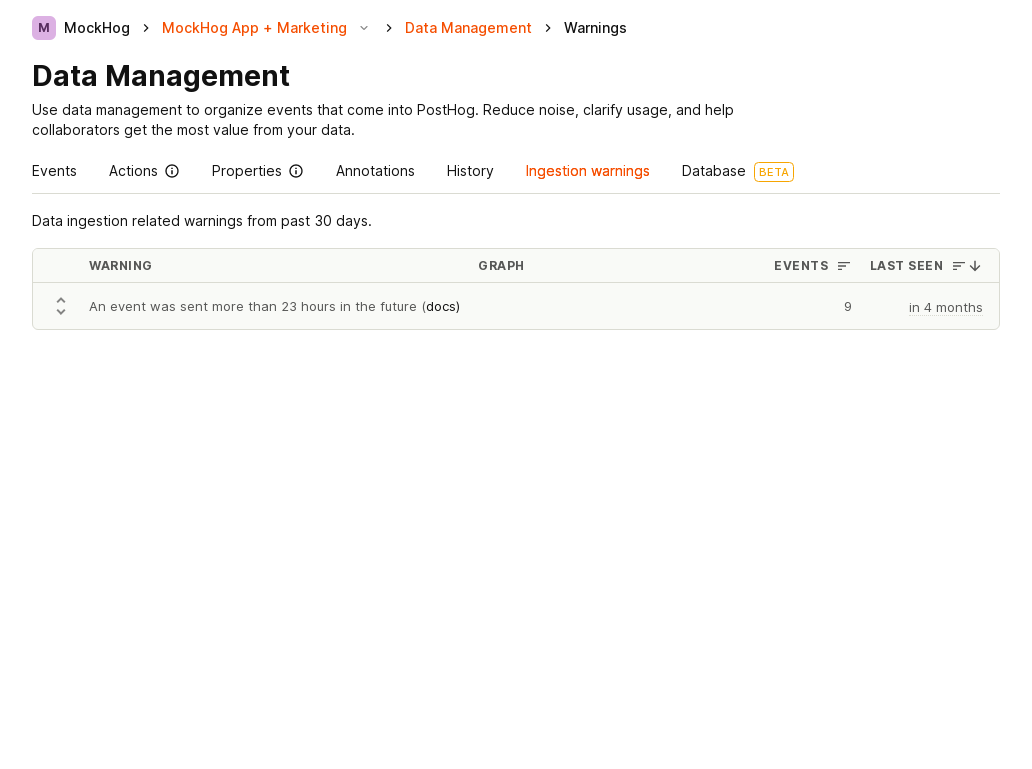 M MockHog MockHog App + Marketing Data Management Warnings
Data Management
Use data management to organize events that come into PostHog. Reduce noise, clarify usage, and help
collaborators get the most value from your data.
Events Actions Properties Annotations History Ingestion warnings Database BETA
Data ingestion related warnings from past 30 days.
WARNING GRAPH EVENTS LAST SEEN
An event was sent more than 23 hours in the future (docs) 9 in 4 months